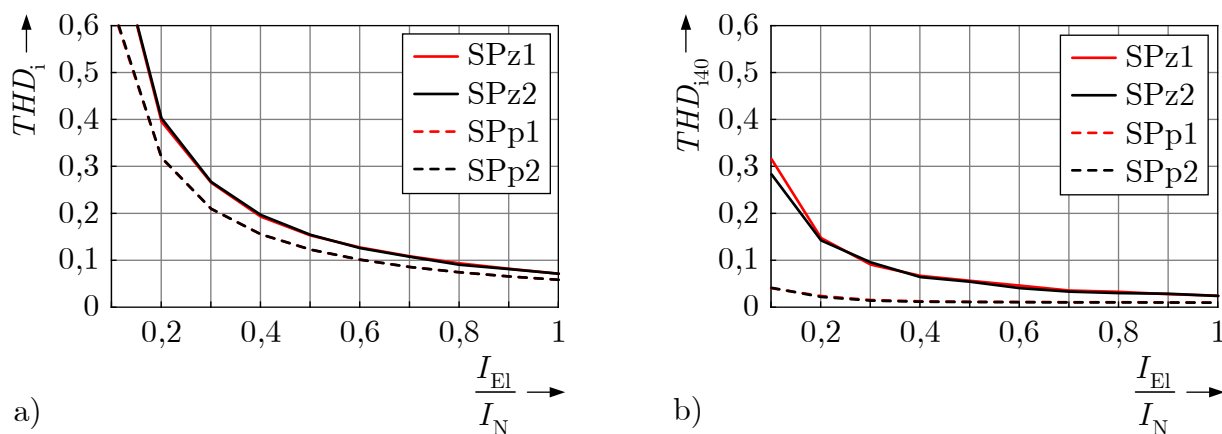 THD_i
0,6
0,5
0,4
0,3
0,2
0,1
0
0,2 0,4 0,6 0,8 1
SPz1
SPz2
SPp1
SPp2
I_El
I_N
a)
THD_i40
0,6
0,5
0,4
0,3
0,2
0,1
0
0,2 0,4 0,6 0,8 1
SPz1
SPz2
SPp1
SPp2
I_El
I_N
b)